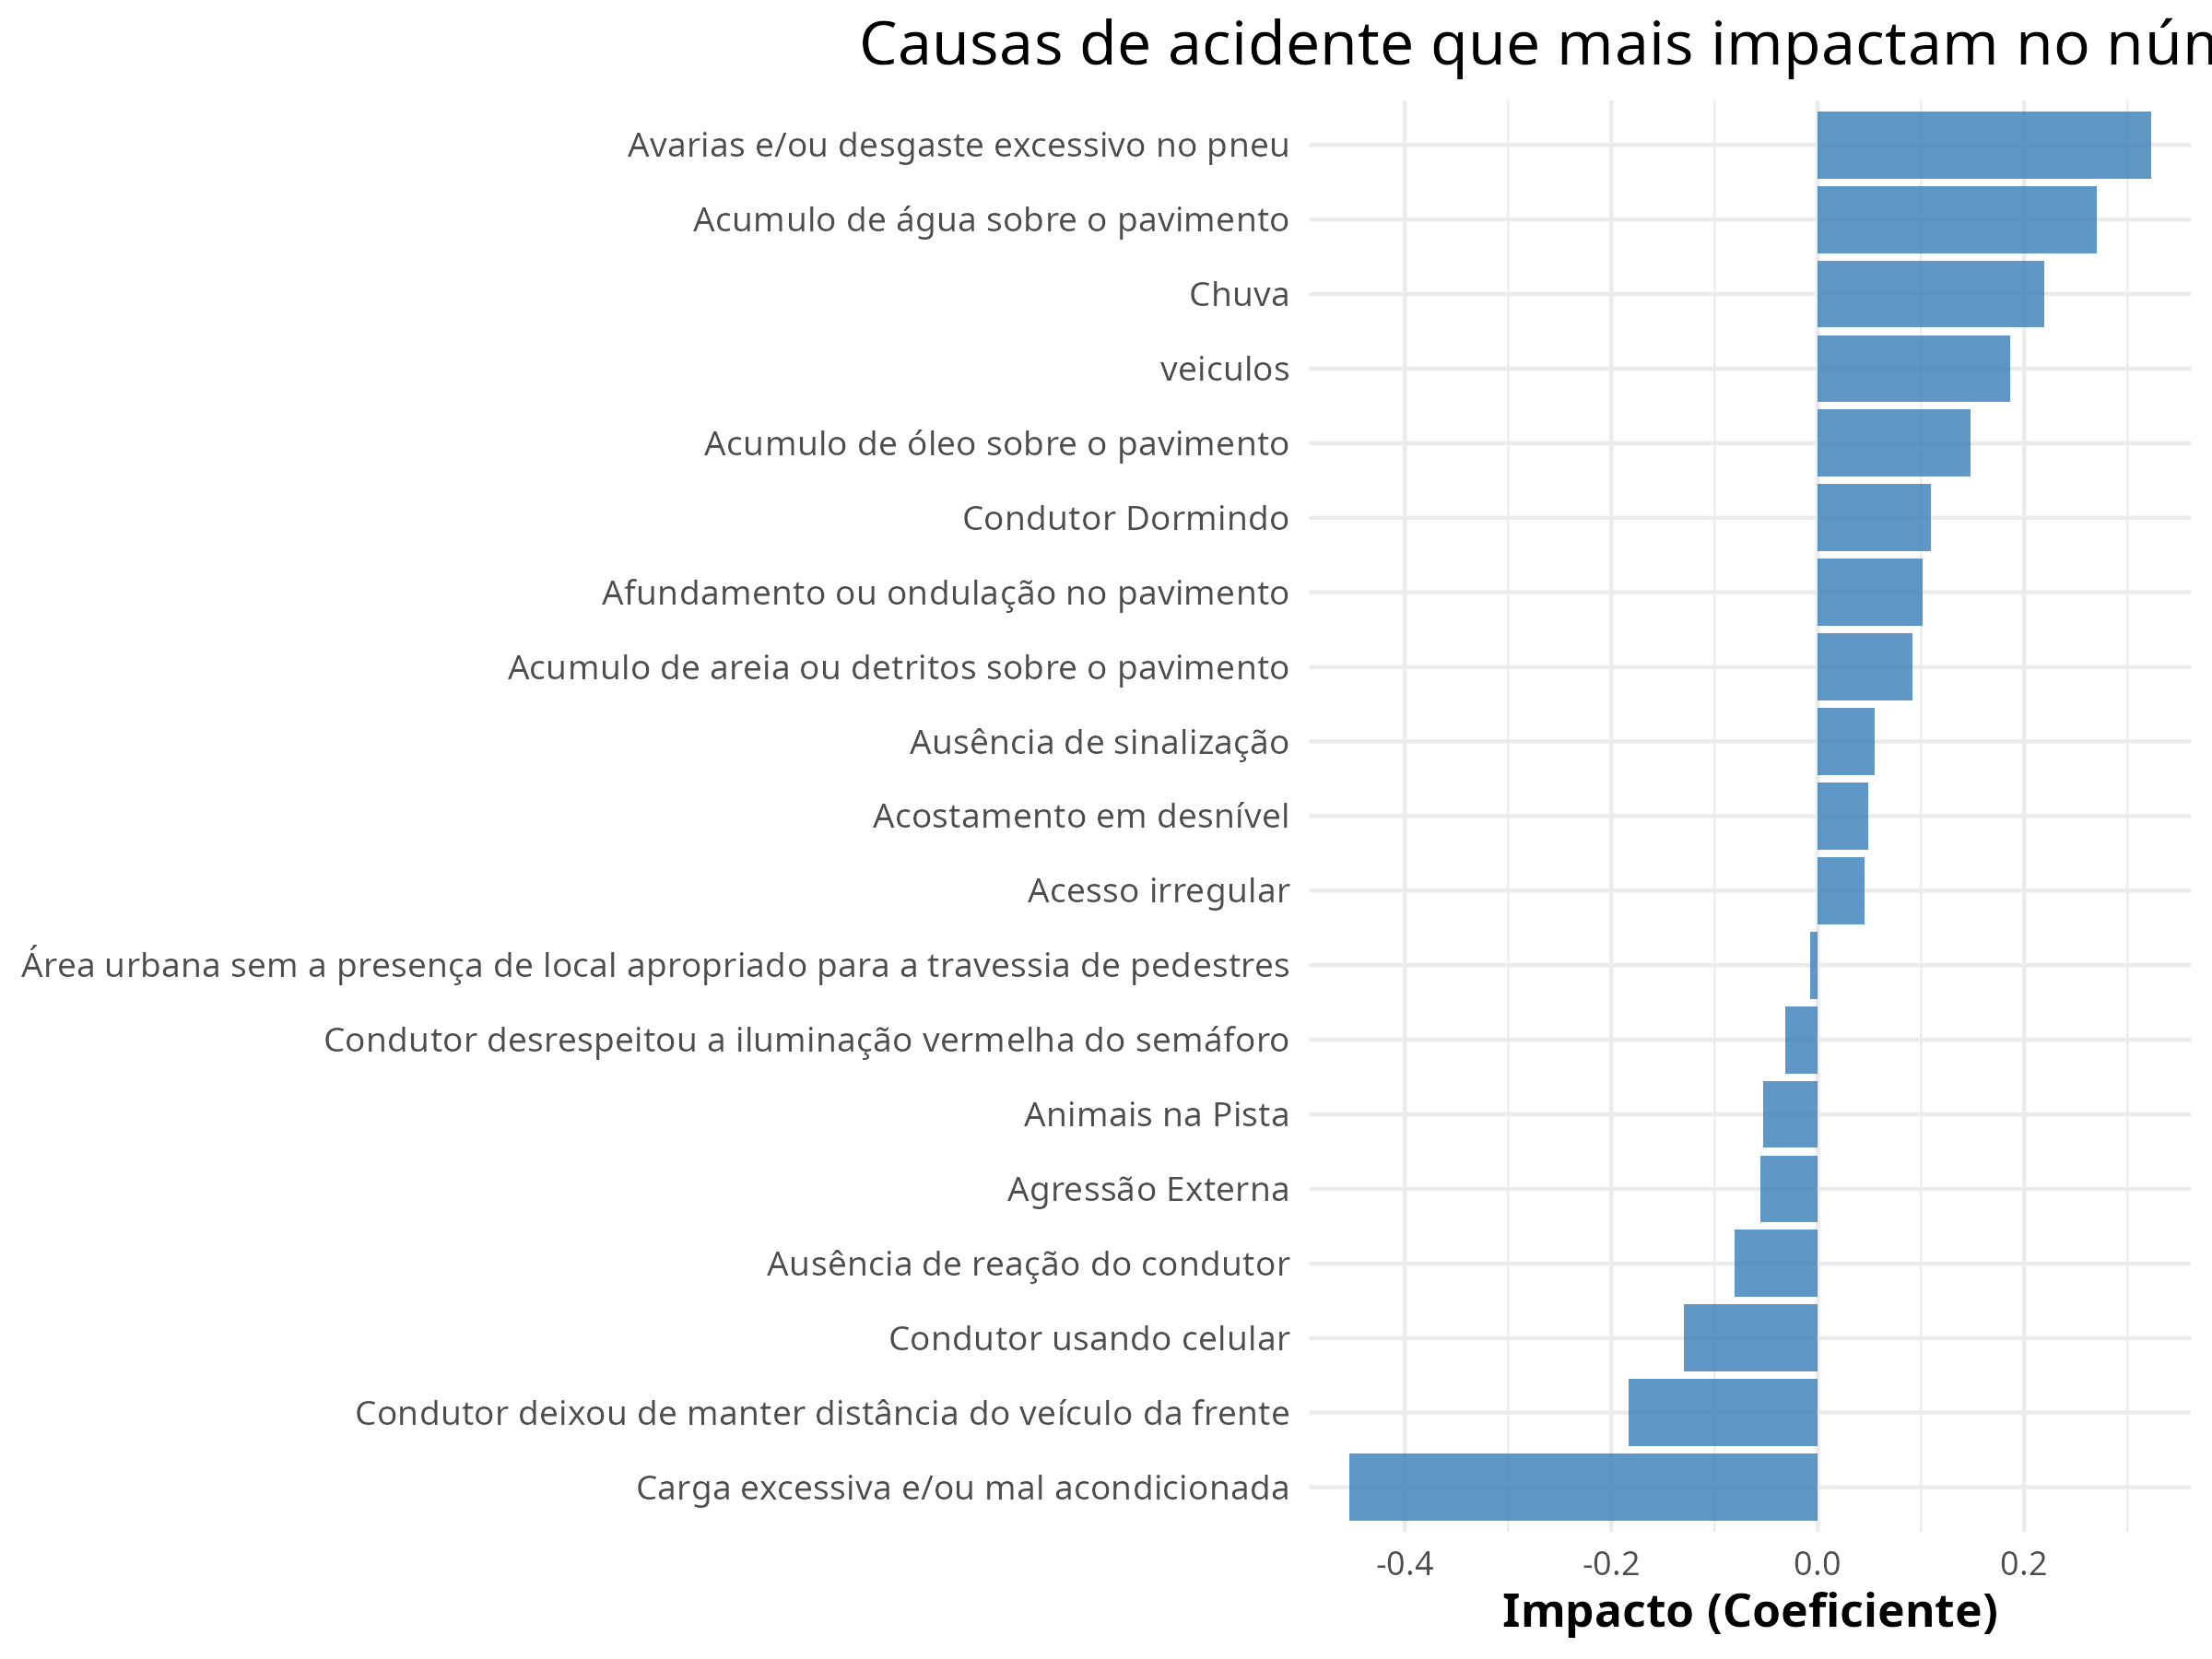 Causas de acidente que mais impactam no
Avarias e/ou desgaste excessivo no pneu
Acumulo de água sobre o pavimento
Chuva
veiculos
Acumulo de óleo sobre o pavimento
Condutor Dormindo
Afundamento ou ondulação no pavimento
Acumulo de areia ou detritos sobre o pavimento
Ausência de sinalização
Acostamento em desnível
Acesso irregular
Área urbana sem a presença de local apropriado para a travessia de pedestres
Condutor desrespeitou a iluminação vermelha do semáforo
Animais na Pista
Agressão Externa
Ausência de reação do condutor
Condutor usando celular
Condutor deixou de manter distância do veículo da frente
Carga excessiva e/ou mal acondicionada
-0.4 -0.2 0.0 0.2
Impacto (Coeficiente)